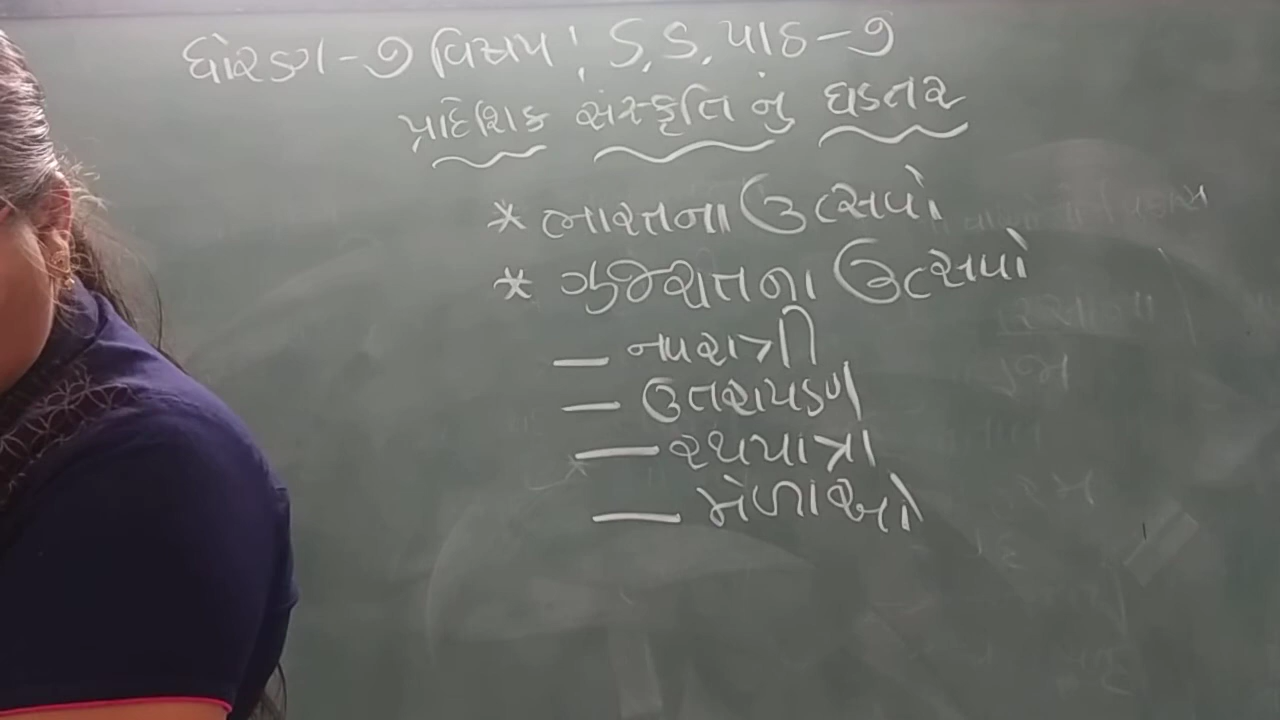 ધોરણ-૭ વિષય: S.S. પાઠ-૭
પ્રાદેશિક સંસ્કૃતિ નું ઘડતર
* ભારતના ઉત્સવો
* ગુજરાતના ઉત્સવો
— નવરાત્રી
— ઉતરાયણ
— રથયાત્રા
— મેળાઓ